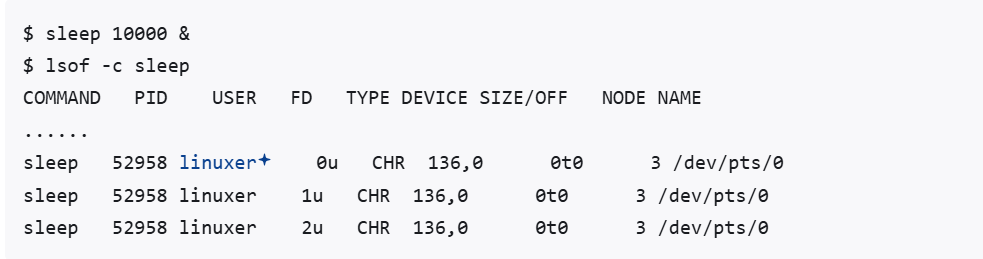 $ sleep 10000 &
$ lsof -c sleep
COMMAND   PID    USER   FD   TYPE DEVICE SIZE/OFF   NODE NAME
......
sleep   52958 linuxer✦    0u   CHR  136,0      0t0      3 /dev/pts/0
sleep   52958 linuxer    1u   CHR  136,0      0t0      3 /dev/pts/0
sleep   52958 linuxer    2u   CHR  136,0      0t0      3 /dev/pts/0